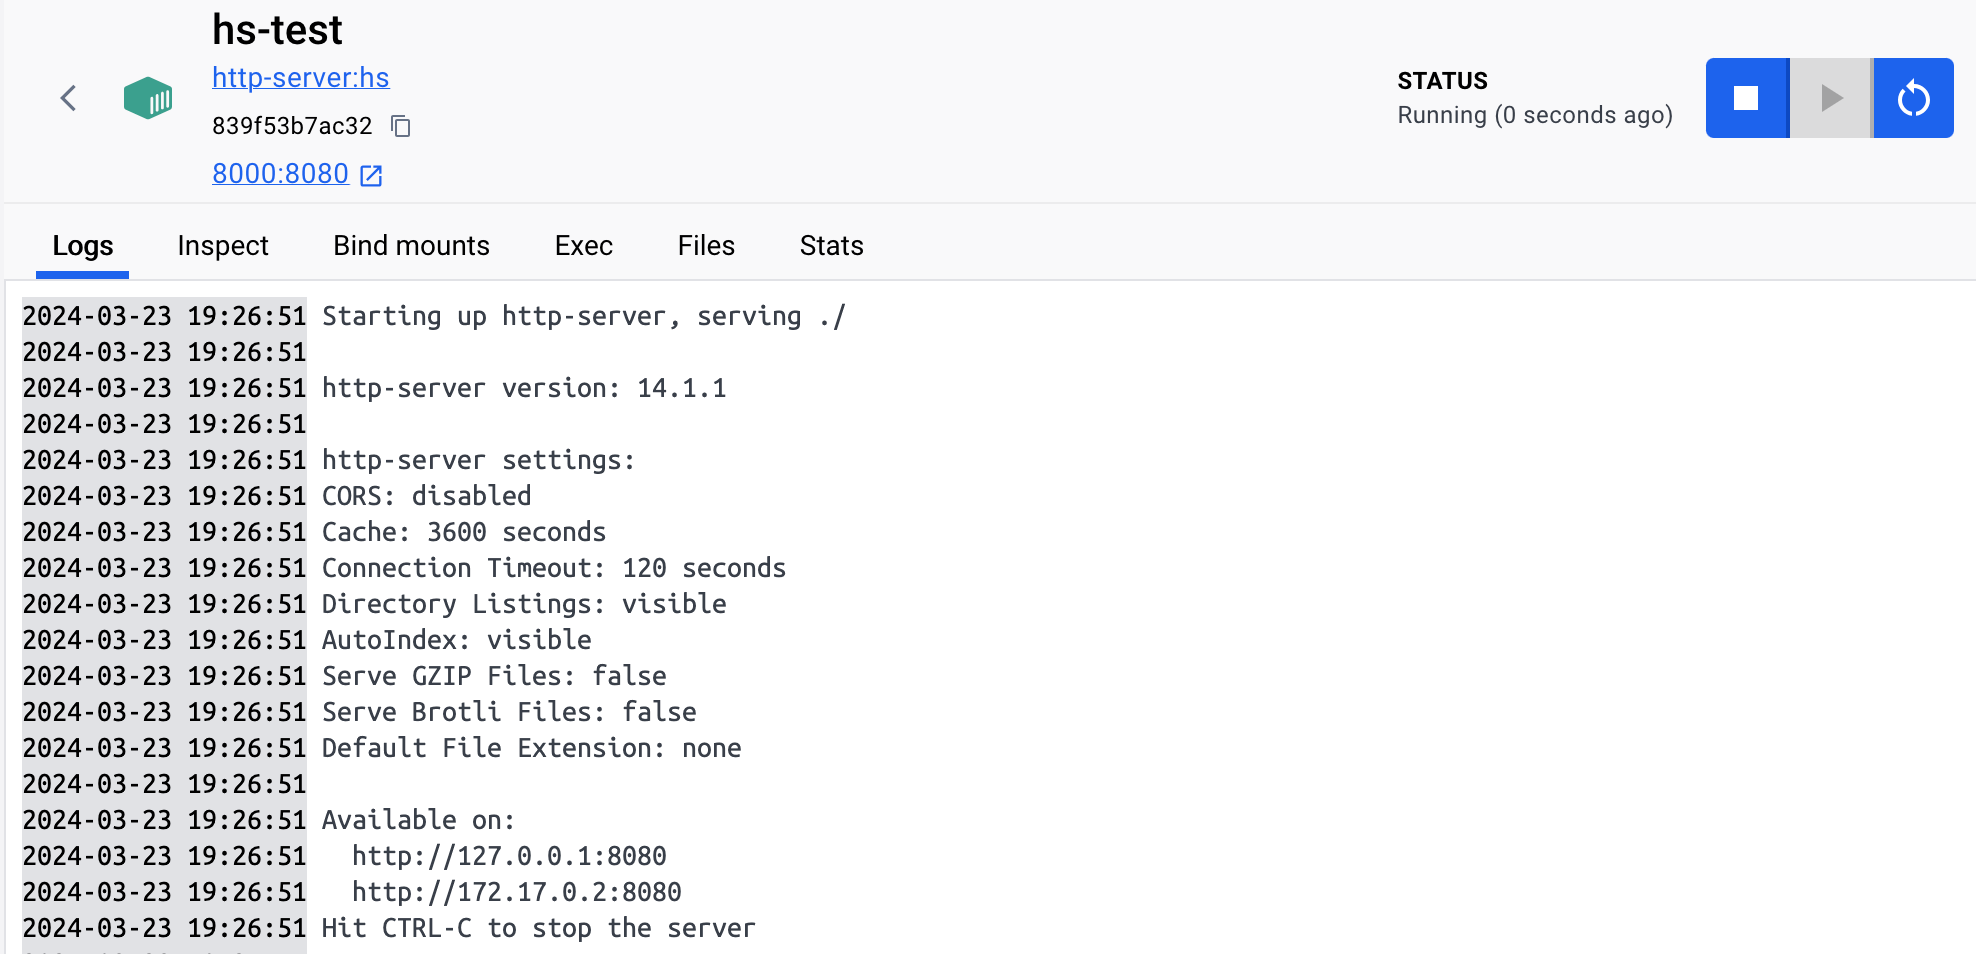 hs-test
http-server:hs
839f53b7ac32
8000:8080
STATUS
Running (0 seconds ago)
Logs Inspect Bind mounts Exec Files Stats
2024-03-23 19:26:51 Starting up http-server, serving ./
2024-03-23 19:26:51
2024-03-23 19:26:51 http-server version: 14.1.1
2024-03-23 19:26:51
2024-03-23 19:26:51 http-server settings:
2024-03-23 19:26:51 CORS: disabled
2024-03-23 19:26:51 Cache: 3600 seconds
2024-03-23 19:26:51 Connection Timeout: 120 seconds
2024-03-23 19:26:51 Directory Listings: visible
2024-03-23 19:26:51 AutoIndex: visible
2024-03-23 19:26:51 Serve GZIP Files: false
2024-03-23 19:26:51 Serve Brotli Files: false
2024-03-23 19:26:51 Default File Extension: none
2024-03-23 19:26:51
2024-03-23 19:26:51 Available on:
2024-03-23 19:26:51   http://127.0.0.1:8080
2024-03-23 19:26:51   http://172.17.0.2:8080
2024-03-23 19:26:51 Hit CTRL-C to stop the server